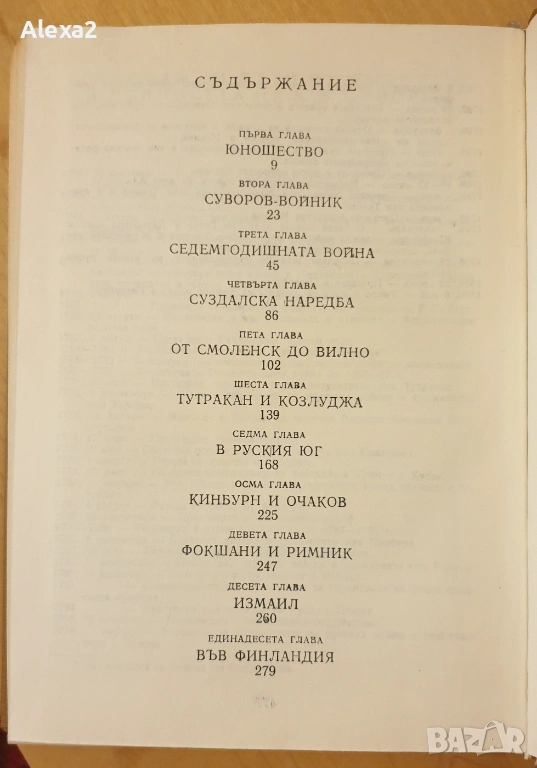 Alexa2
СЪДЪРЖАНИЕ
ПЪРВА ГЛАВА
ЮНОШЕСТВО
9
ВТОРА ГЛАВА
СУВОРОВ-ВОЙНИК
23
ТРЕТА ГЛАВА
СЕДЕМГОДИШНАТА ВОЙНА
45
ЧЕТВЪРТА ГЛАВА
СУЗДАЛСКА НАРЕДБА
86
ПЕТА ГЛАВА
ОТ СМОЛЕНСК ДО ВИЛНО
102
ШЕСТА ГЛАВА
ТУТРАКАН И КОЗЛУДЖА
139
СЕДМА ГЛАВА
В РУСКИЯ ЮГ
168
ОСМА ГЛАВА
КИНБУРН И ОЧАКОВ
225
ДЕВЕТА ГЛАВА
ФОКШАНИ И РИМНИК
247
ДЕСЕТА ГЛАВА
ИЗМАИЛ
260
ЕДИНАДЕСЕТА ГЛАВА
ВЪВ ФИНЛАНДИЯ
279
BAZAR